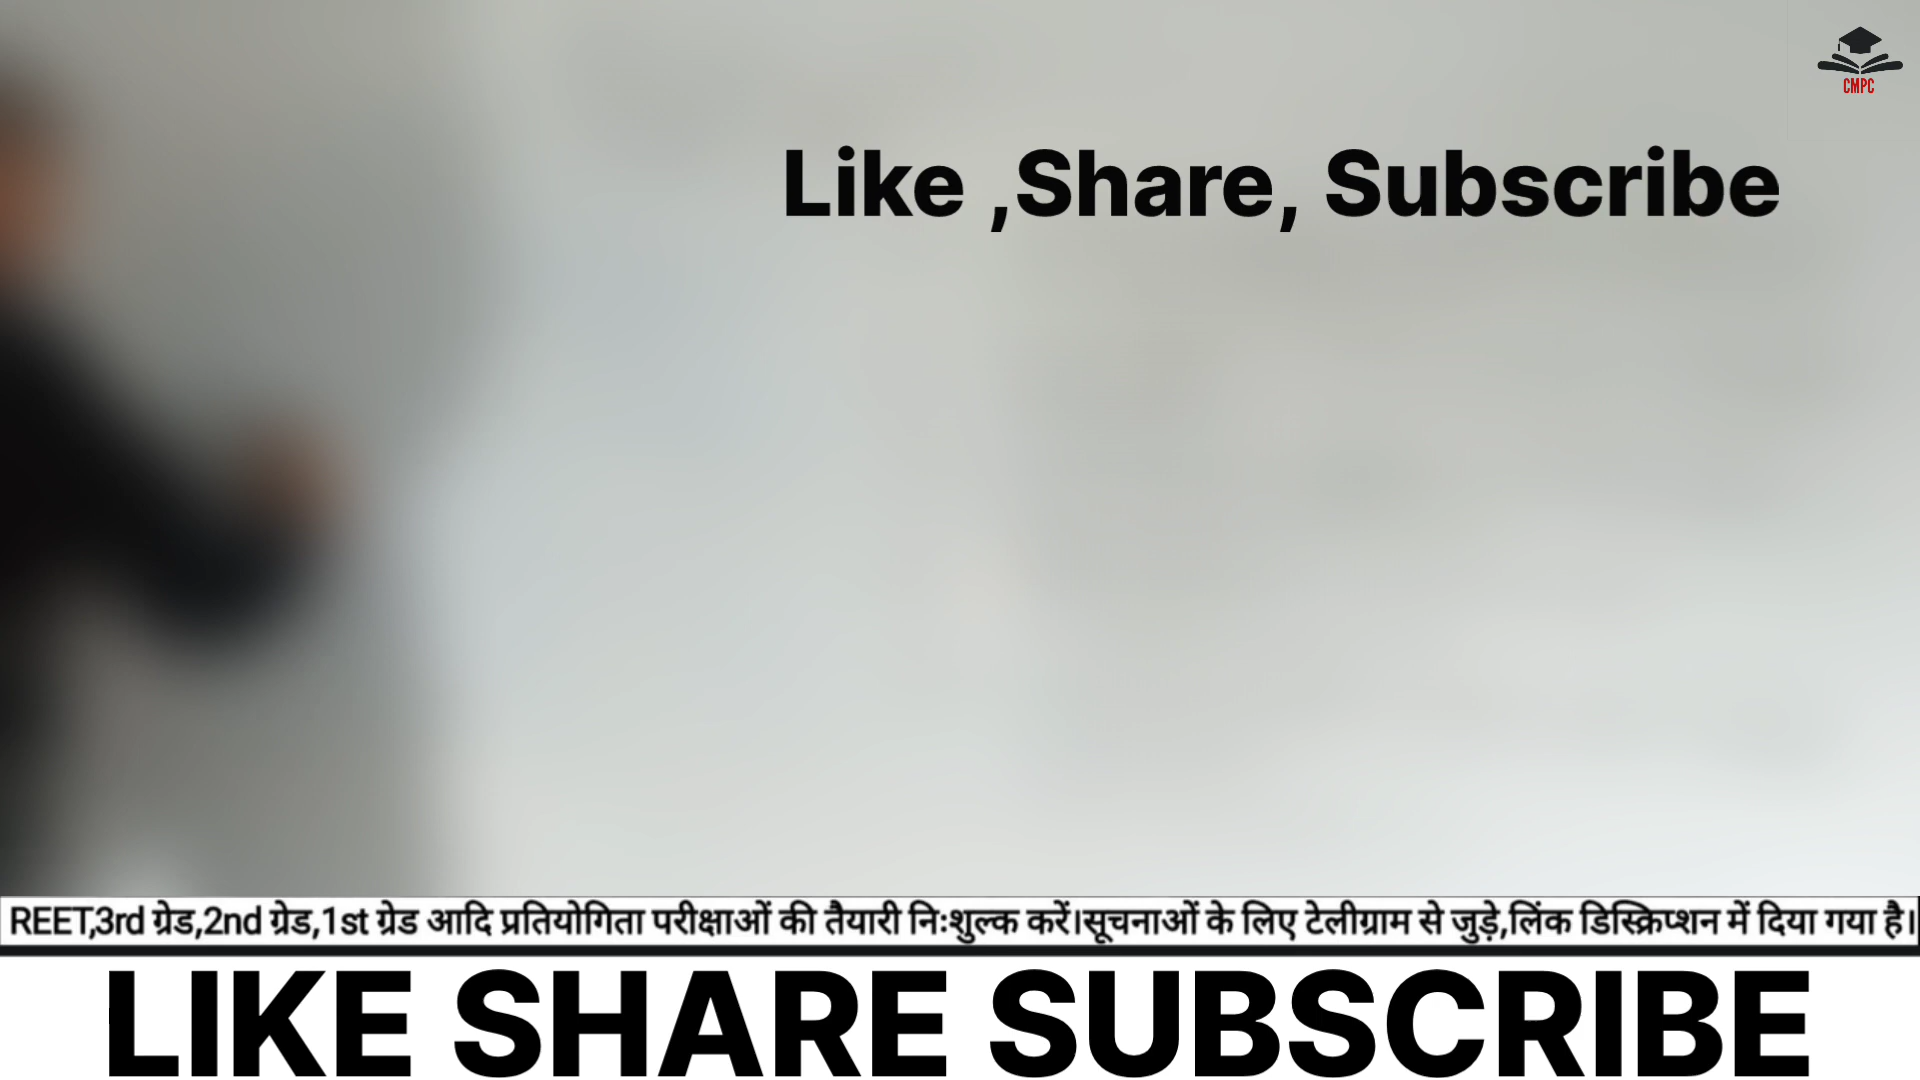 CMPC
Like ,Share, Subscribe
REET,3rd ग्रेड,2nd ग्रेड,1st ग्रेड आदि प्रतियोगिता परीक्षाओं की तैयारी निःशुल्क करें।सूचनाओं के लिए टेलीग्राम से जुड़े,लिंक डिस्क्रिप्शन में दिया गया है।
LIKE SHARE SUBSCRIBE